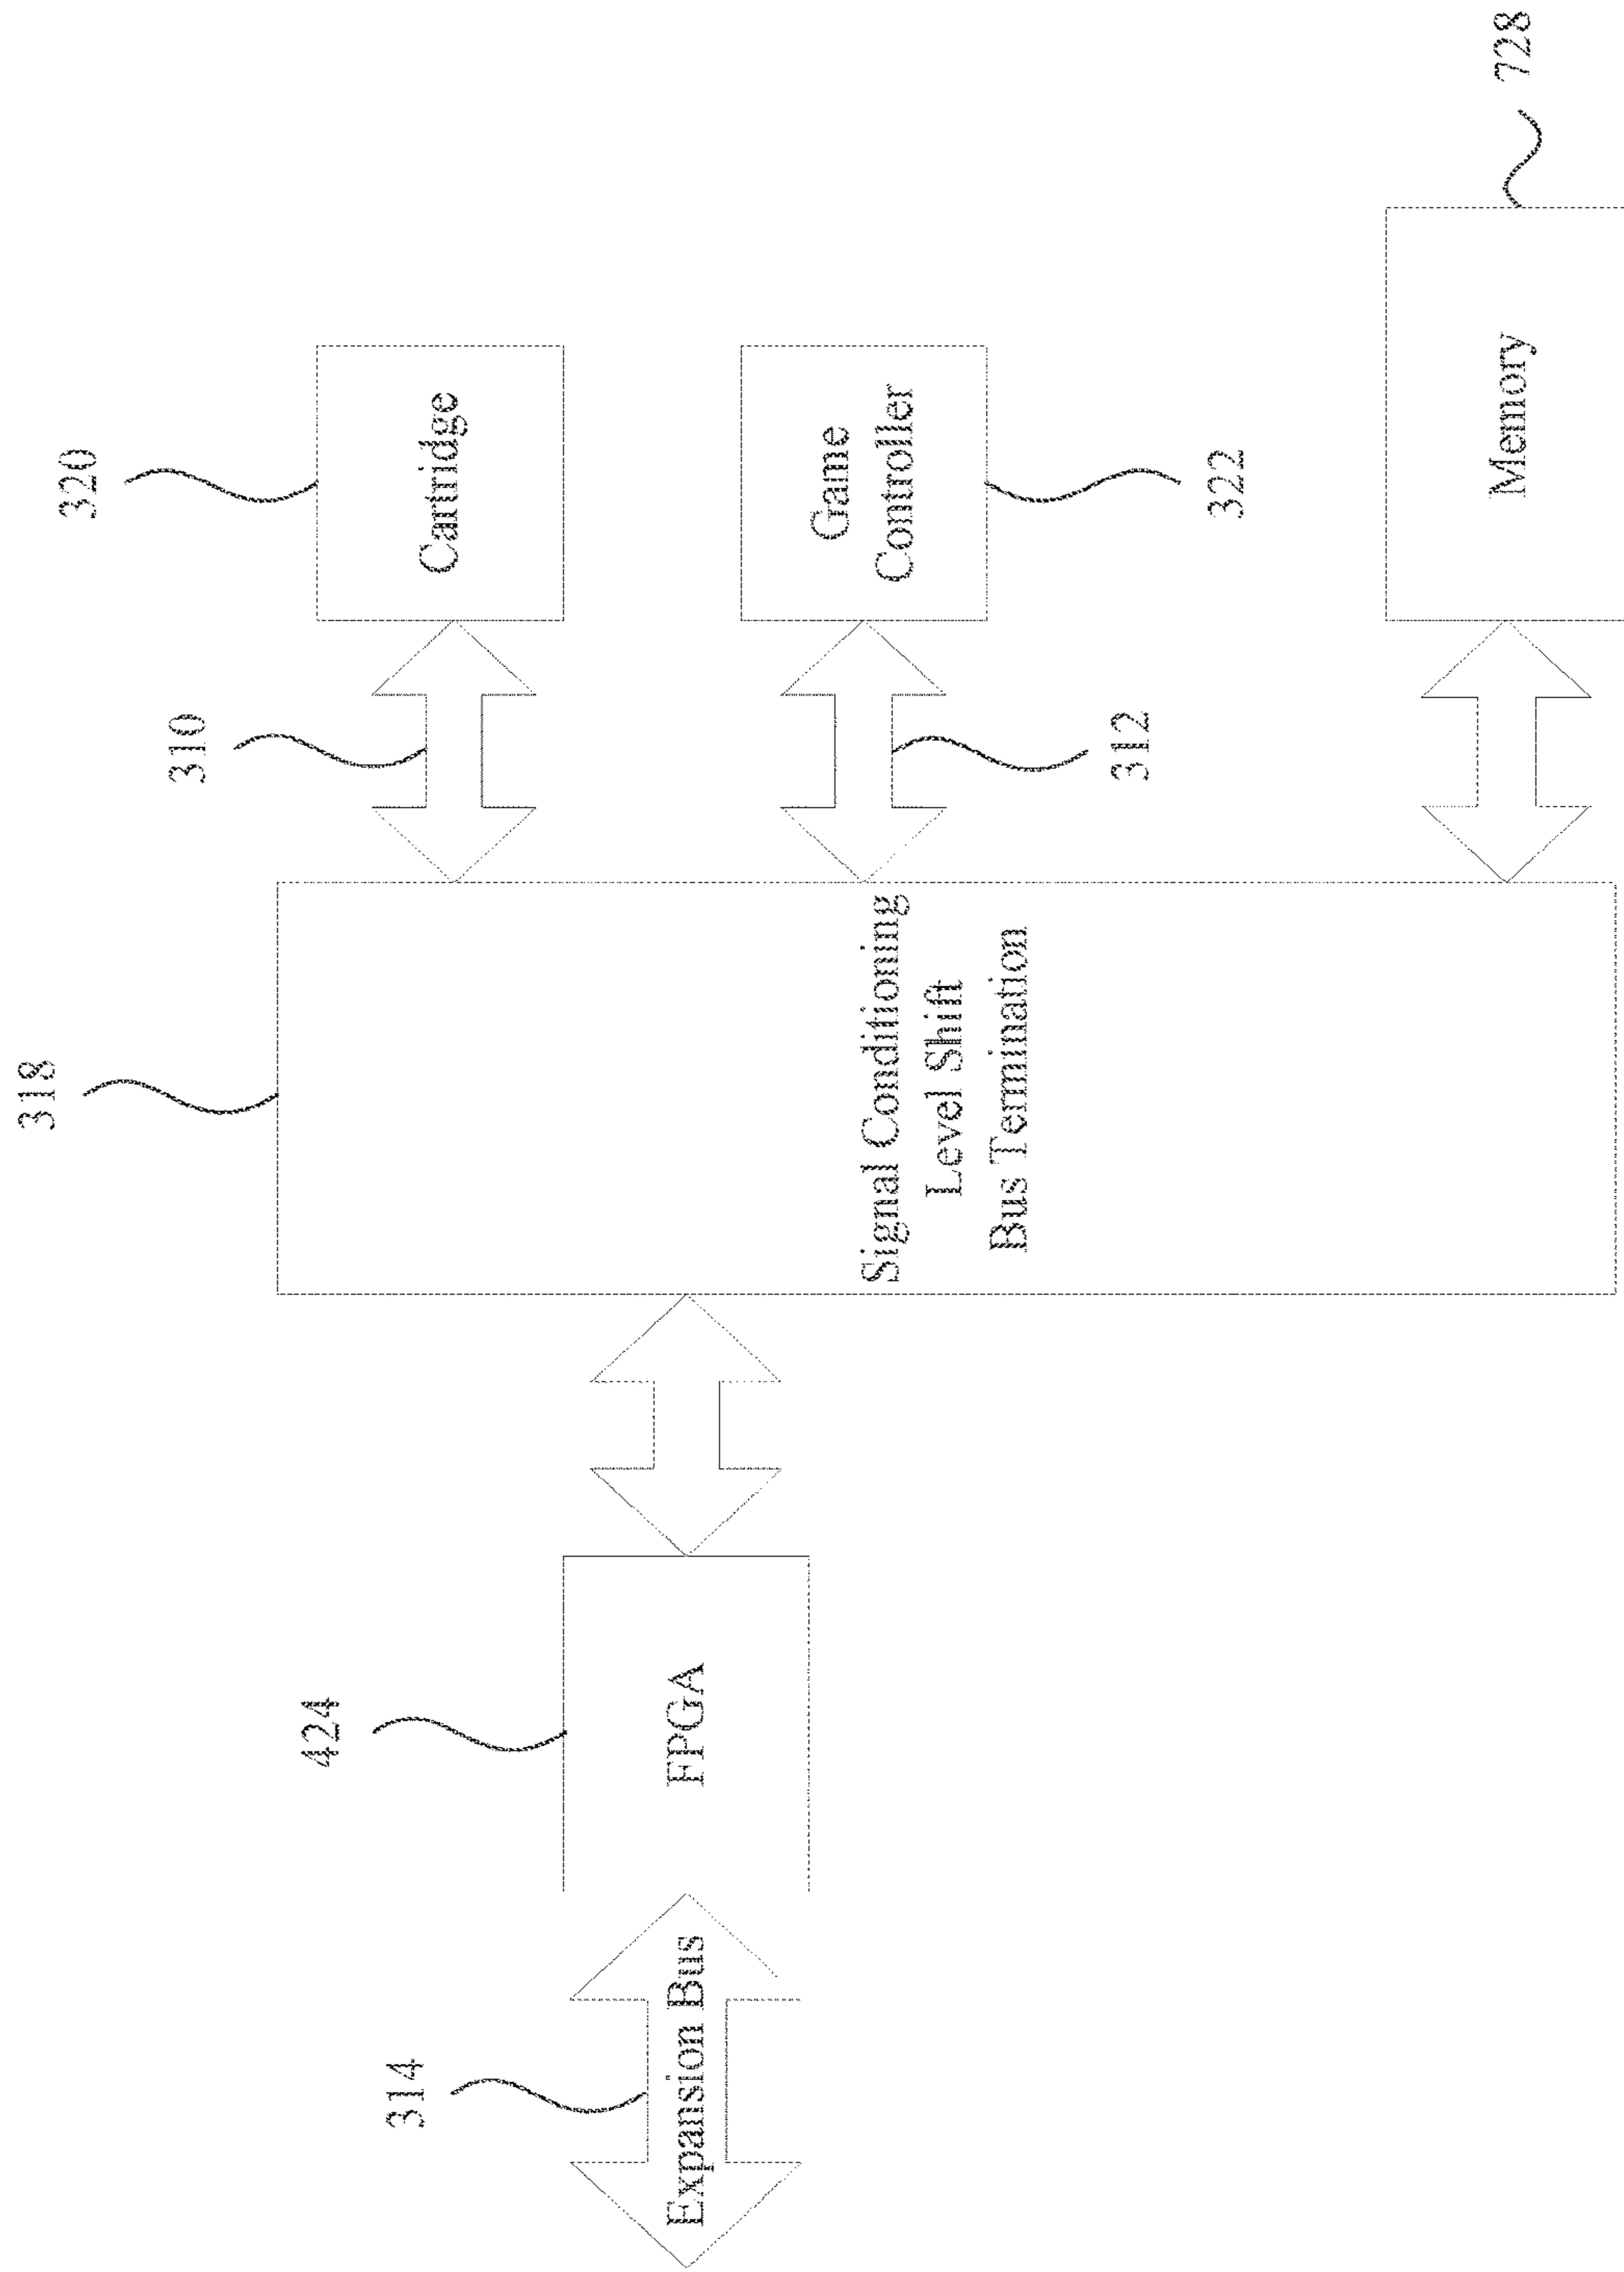 318
320
310
424
314
Cartridge
Expansion Bus
FPGA
Signal Conditioning
Level Shift
Bus Termination
Game
Controller
312
322
Memory
728